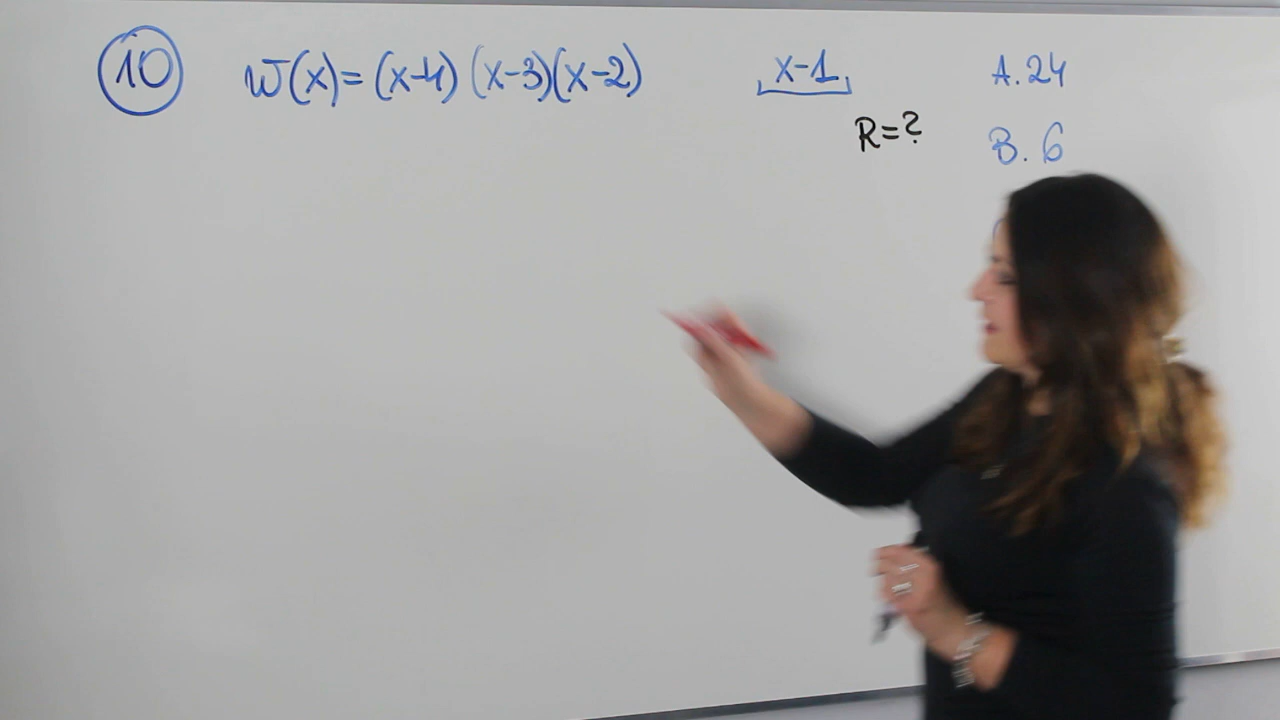 10 W(x)=(x-4)(x-3)(x-2) x-1 A. 24
R=? B. 6